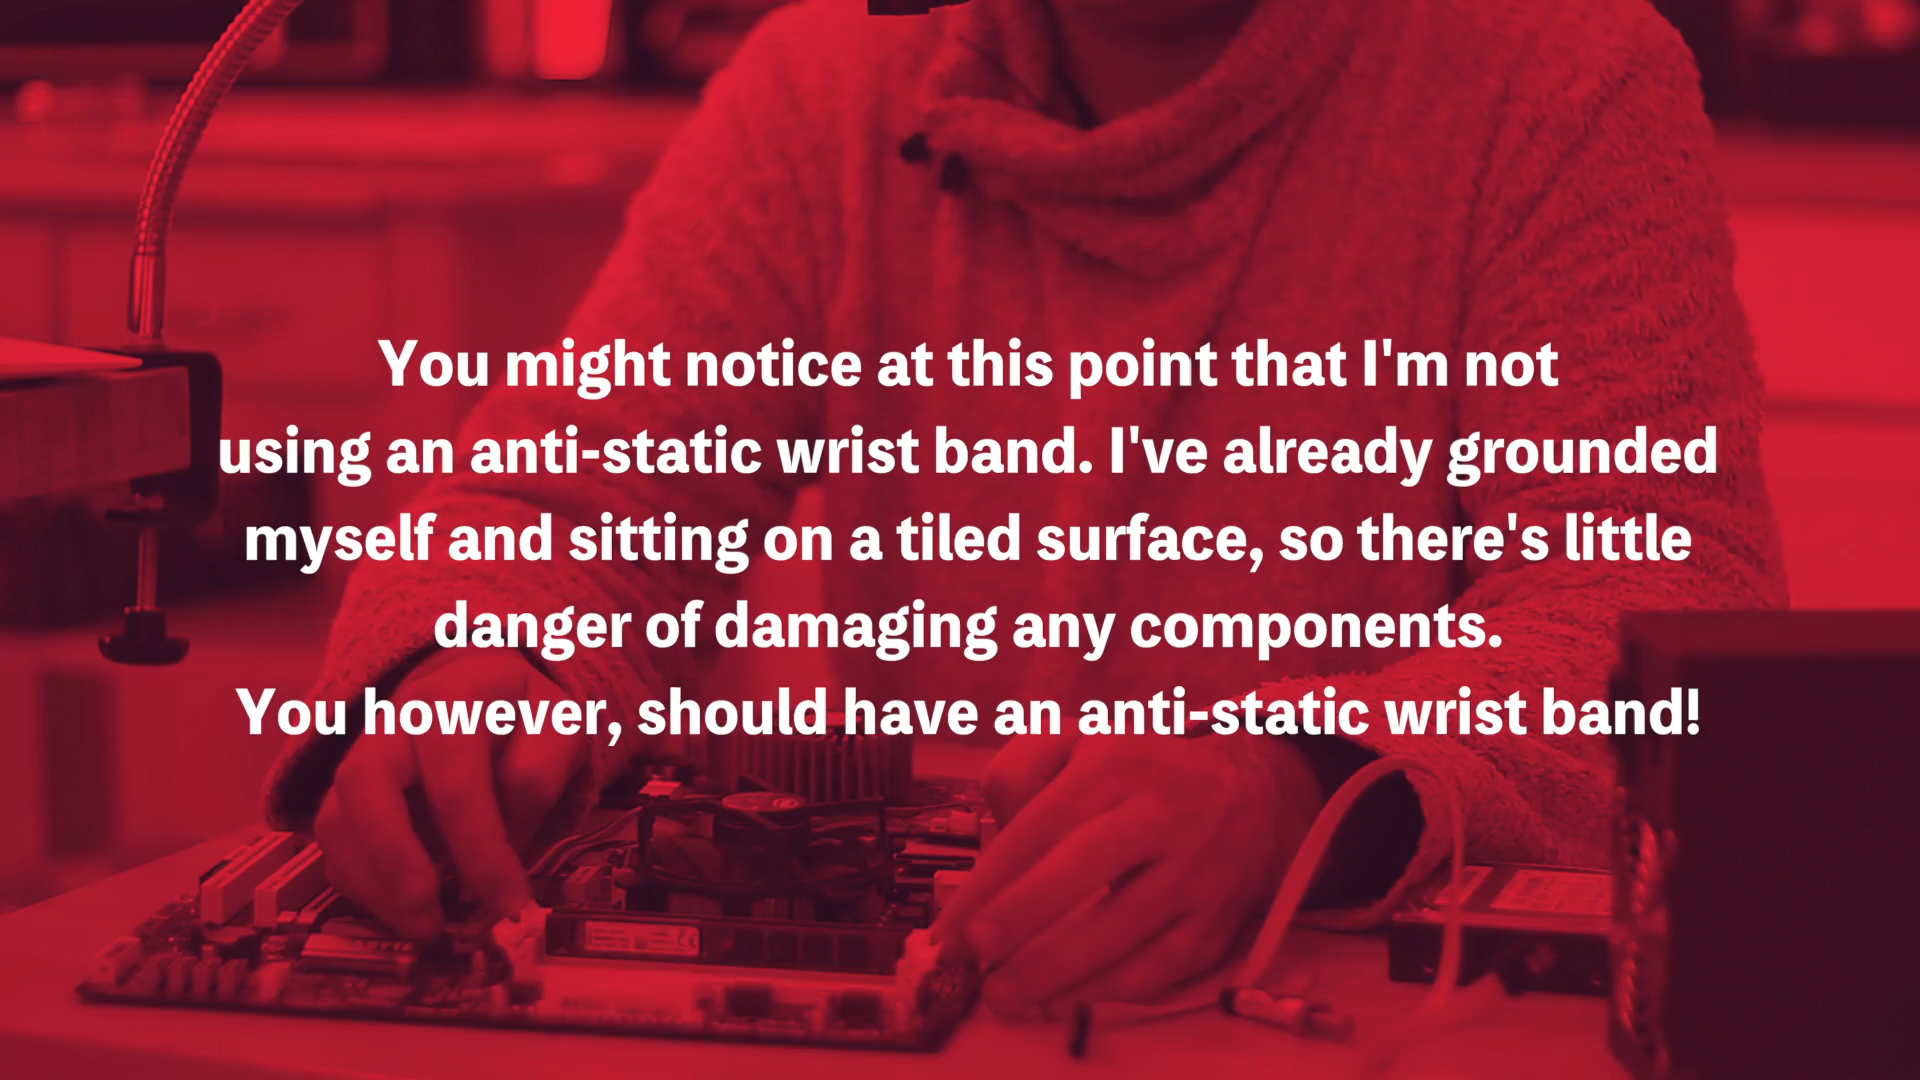 You might notice at this point that I'm not
using an anti-static wrist band. I've already grounded
myself and sitting on a tiled surface, so there's little
danger of damaging any components.
You however, should have an anti-static wrist band!